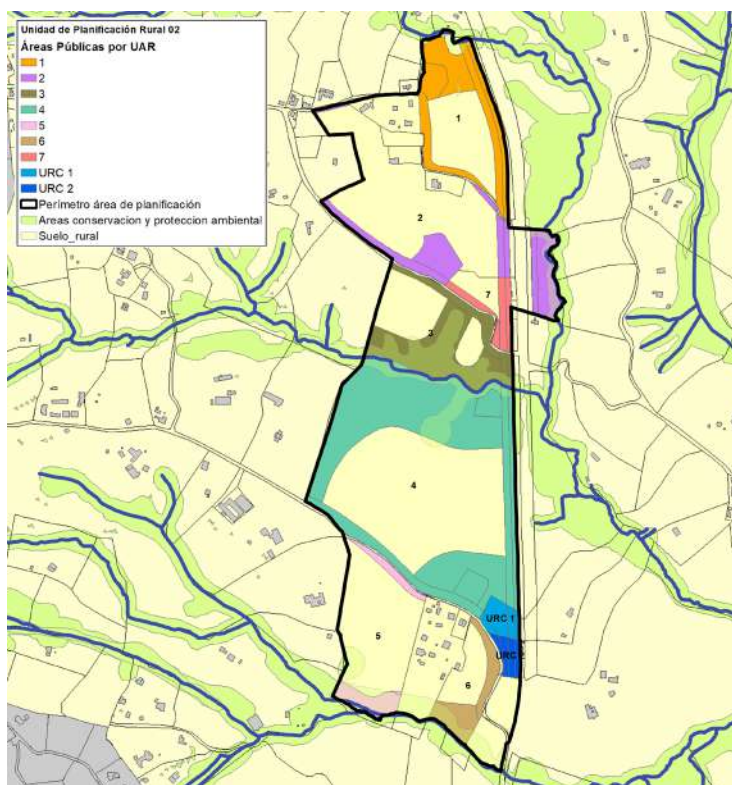 Unidad de Planificación Rural 02
Áreas Públicas por UAR
1
2
3
4
5
6
7
URC 1
URC 2
Perímetro área de planificación
Areas conservacion y proteccion ambiental
Suelo_rural
1
2
7
3
4
URC 1
5
URC 2
6